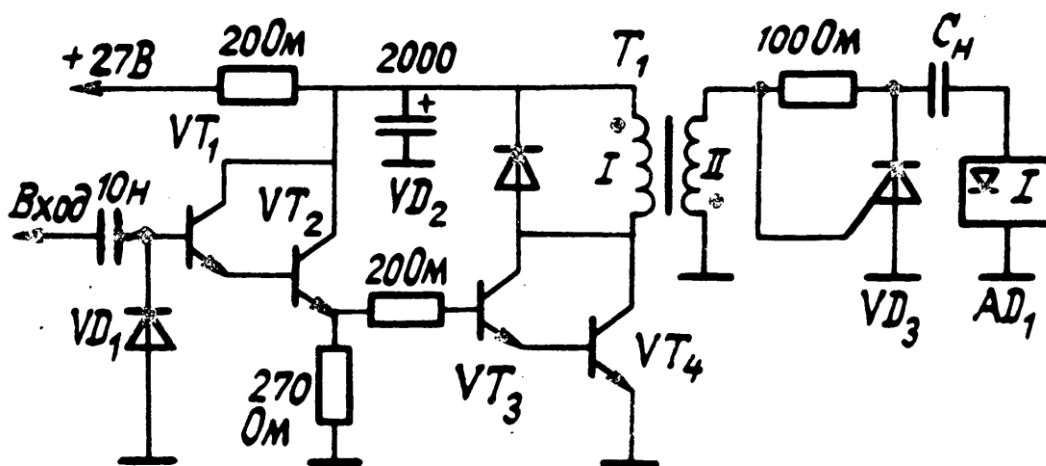 +27В
20Ом
2000
+
T₁
100Ом
Cн
VT₁
Вход
10н
VT₂
VD₂
I
II
I
20Ом
VD₁
VT₃
VT₄
VD₃
AD₁
270
Ом